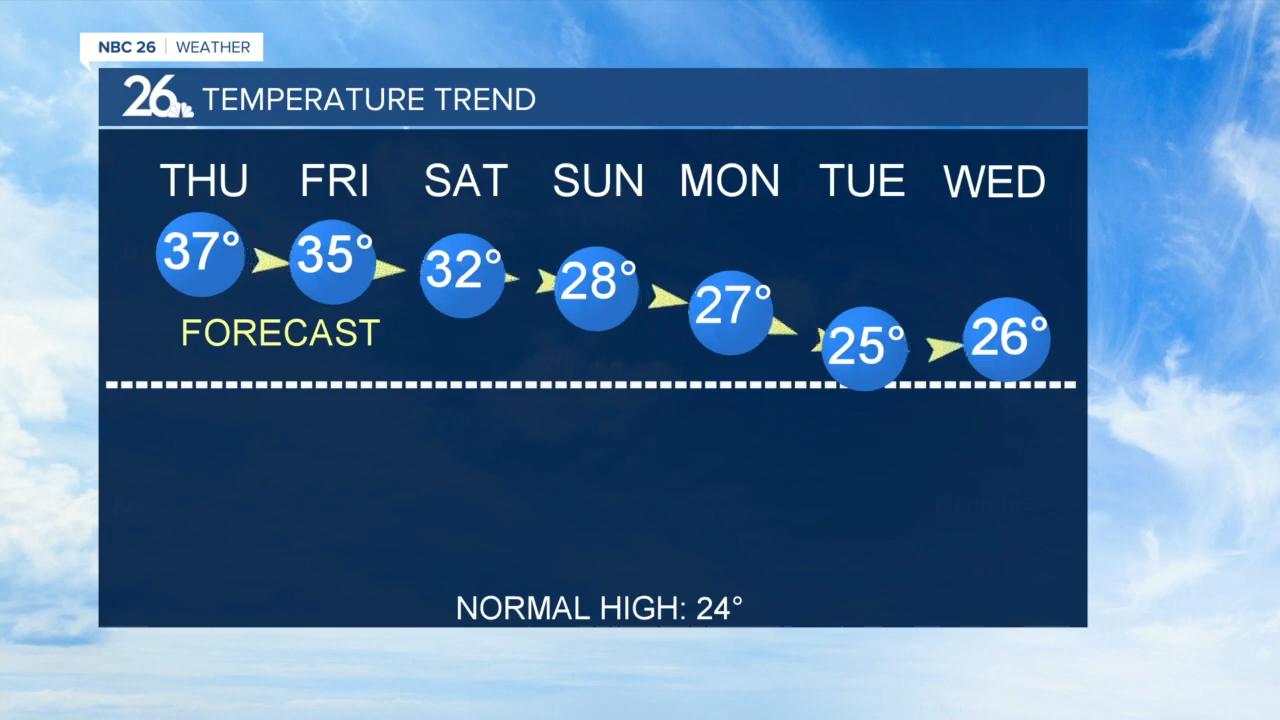 NBC 26 | WEATHER
26 TEMPERATURE TREND
THU FRI SAT SUN MON TUE WED
37° 35° 32° 28° 27° 25° 26°
FORECAST
NORMAL HIGH: 24°